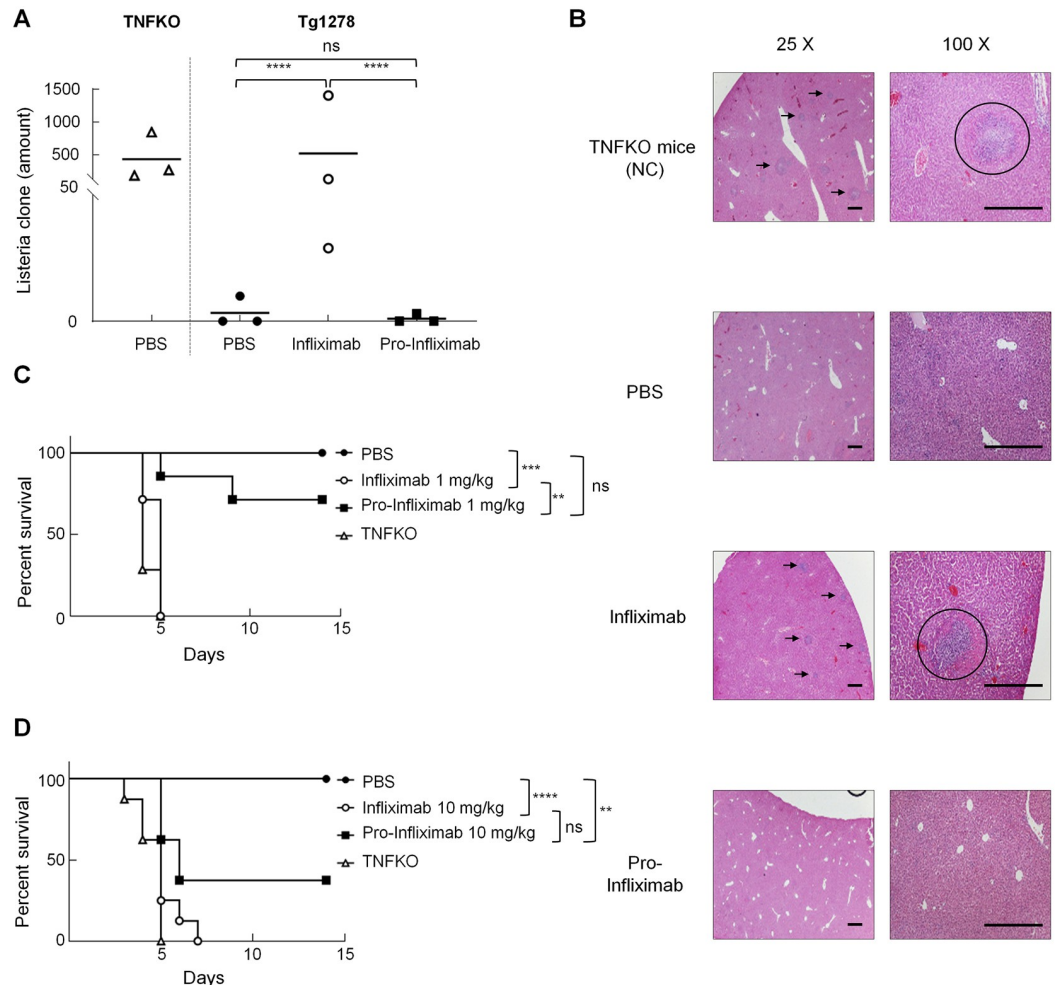 A
TNFKO
Tg1278
ns
**** ****
Listeria clone (amount)
1500
1000
500
50
0
PBS
PBS
Infliximab
Pro-Infliximab
B
25 X
100 X
TNFKO mice
(NC)
PBS
Infliximab
Pro-
Infliximab
C
Percent survival
100
50
0
5
10
15
Days
PBS
Infliximab 1 mg/kg
Pro-Infliximab 1 mg/kg
TNFKO
***
**
ns
D
Percent survival
100
50
0
5
10
15
Days
PBS
Infliximab 10 mg/kg
Pro-Infliximab 10 mg/kg
TNFKO
****
ns
**